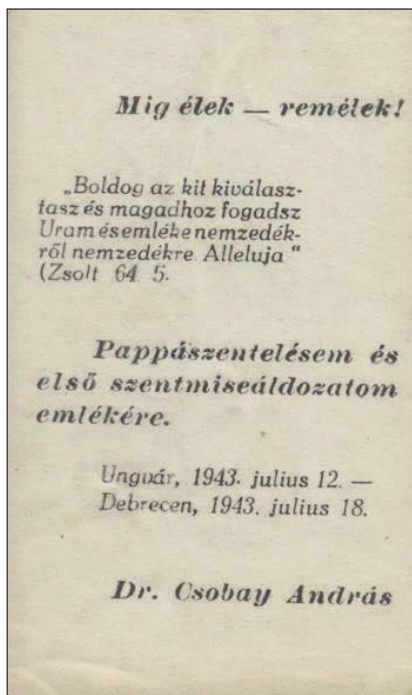 Mig élek — remélek!
„Boldog az kit kiválasz-
tasz és magadhoz fogadsz
Uram és emléke nemzedék-
ről nemzedékre. Alleluja“
(Zsolt 64. 5.
Pappászentelésem és
első szentmiseáldozatom
emlékére.
Ungvár, 1943. julius 12. —
Debrecen, 1943. julius 18.
Dr. Csobay András